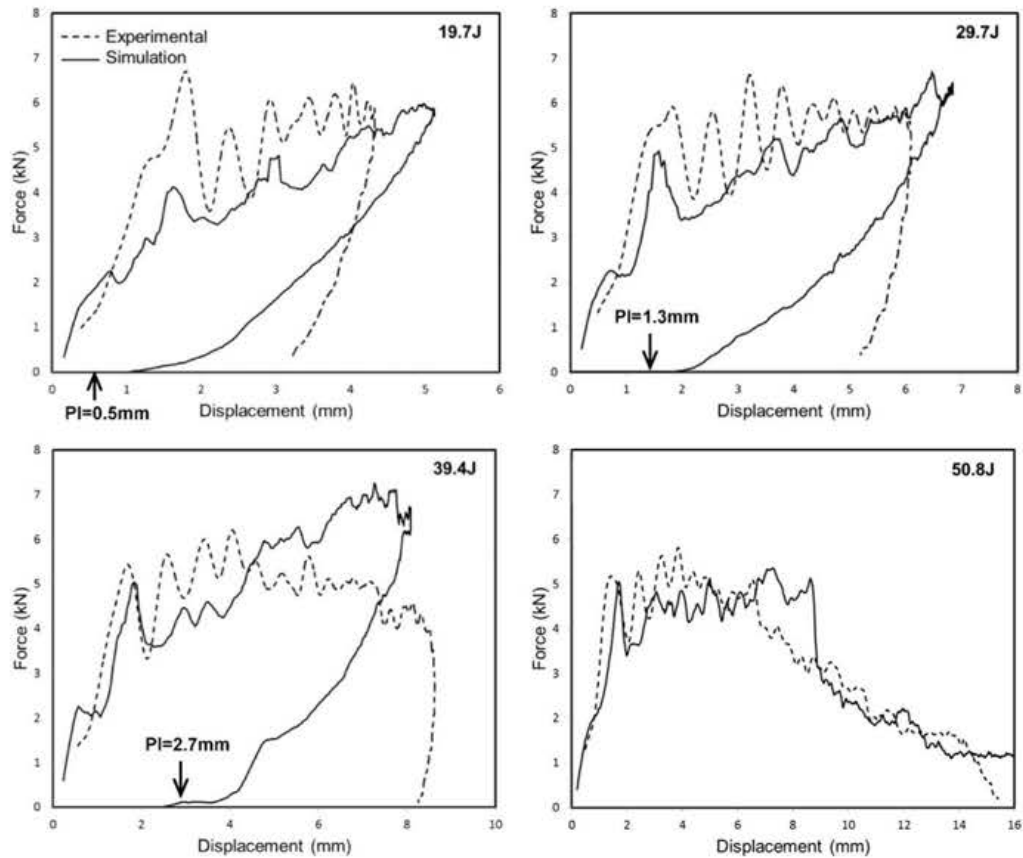 19.7J
Experimental
Simulation
Force (kN)
8
7
6
5
4
3
2
1
0
0 1 2 3 4 5 6
PI=0.5mm
Displacement (mm)
29.7J
Force (kN)
8
7
6
5
4
3
2
1
0
PI=1.3mm
0 1 2 3 4 5 6 7 8
Displacement (mm)
39.4J
Force (kN)
8
7
6
5
4
3
2
1
0
PI=2.7mm
0 2 4 6 8 10
Displacement (mm)
50.8J
Force (kN)
8
7
6
5
4
3
2
1
0
0 2 4 6 8 10 12 14 16
Displacement (mm)